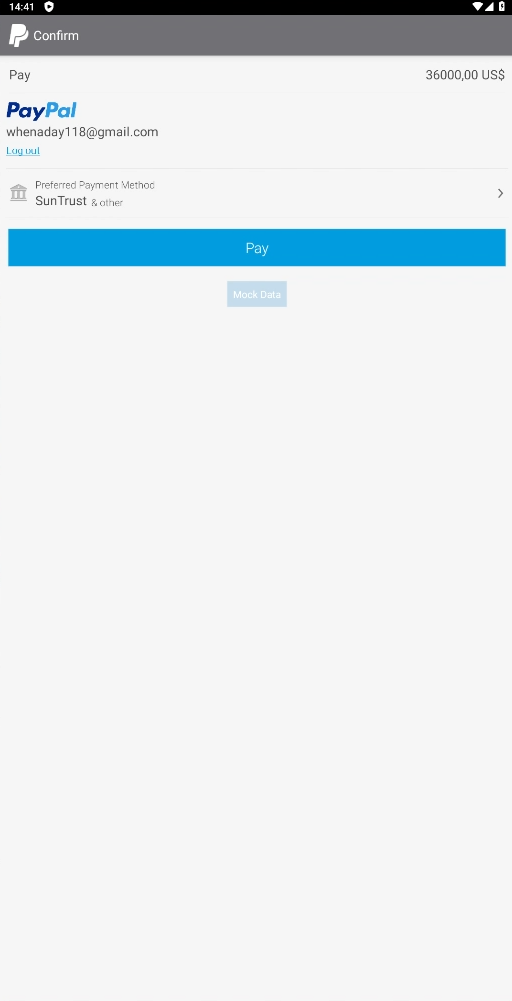 14:41
Confirm
Pay 36000,00 US$
PayPal
whenaday118@gmail.com
Log out
Preferred Payment Method
SunTrust & other
Pay
Mock Data